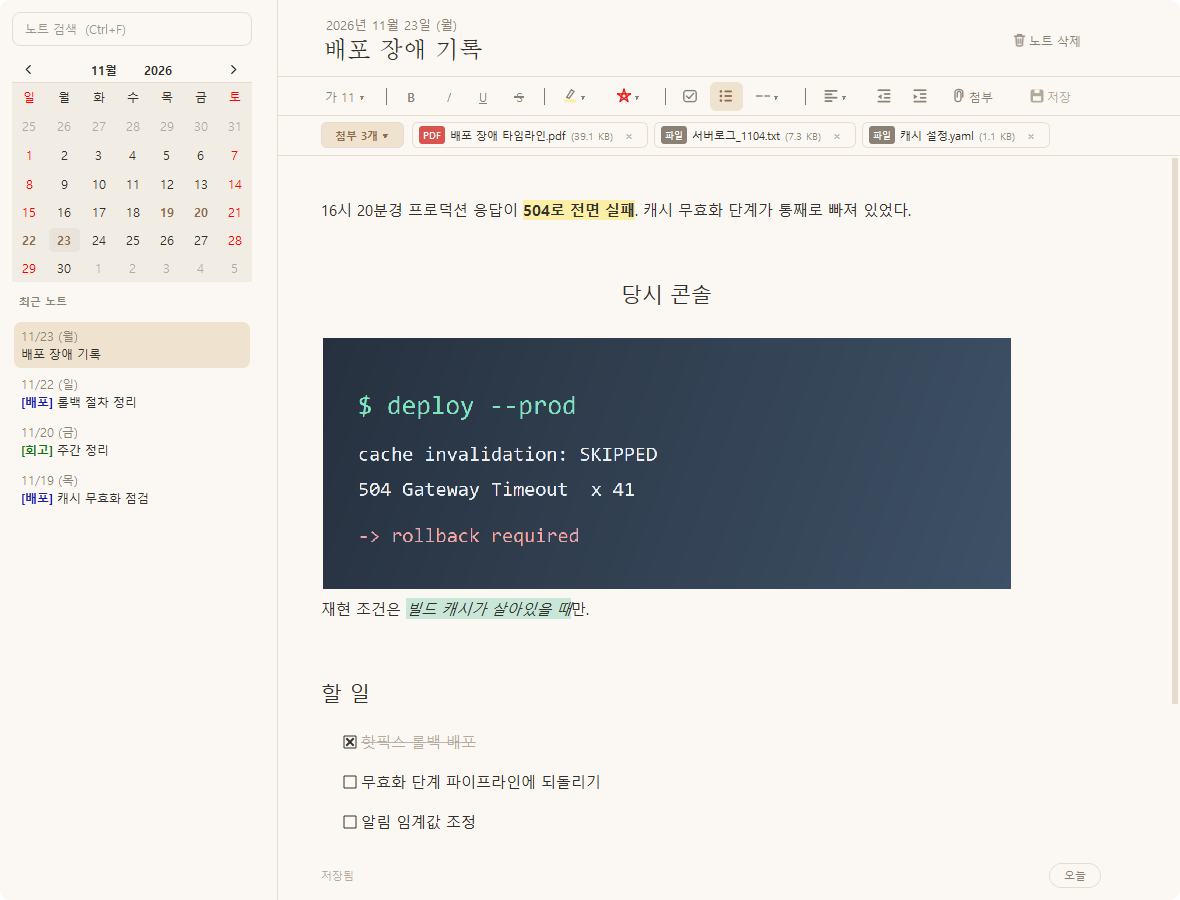 노트 검색 (Ctrl+F)
11월 2026
일 월 화 수 목 금 토
25 26 27 28 29 30 31
1 2 3 4 5 6 7
8 9 10 11 12 13 14
15 16 17 18 19 20 21
22 23 24 25 26 27 28
29 30 1 2 3 4 5
최근 노트
11/23 (월)
배포 장애 기록
11/22 (일)
[배포] 롤백 절차 정리
11/20 (금)
[회고] 주간 정리
11/19 (목)
[배포] 캐시 무효화 점검
2026년 11월 23일 (월)
배포 장애 기록
노트 삭제
가 11 B I U S 첨부 저장
첨부 3개 PDF 배포 장애 타임라인.pdf (39.1 KB) × 파일 서버로그_1104.txt (7.3 KB) × 파일 캐시 설정.yaml (1.1 KB) ×
16시 20분경 프로덕션 응답이 504로 전면 실패. 캐시 무효화 단계가 통째로 빠져 있었다.
당시 콘솔
$ deploy --prod
cache invalidation: SKIPPED
504 Gateway Timeout x 41
-> rollback required
재현 조건은 빌드 캐시가 살아있을 때만.
할 일
핫픽스 롤백 배포
무효화 단계 파이프라인에 되돌리기
알림 임계값 조정
저장됨
오늘